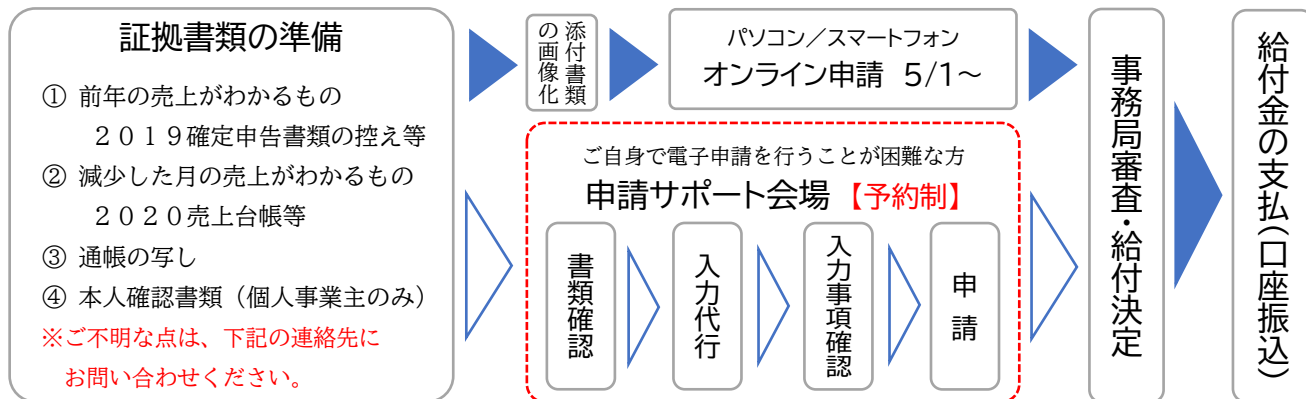 証拠書類の準備
① 前年の売上がわかるもの
２０１９確定申告書類の控え等
② 減少した月の売上がわかるもの
２０２０売上台帳等
③ 通帳の写し
④ 本人確認書類（個人事業主のみ）
※ご不明な点は、下記の連絡先に
お問い合わせください。
添付書類
の画像化
パソコン／スマートフォン
オンライン申請 5/1～
ご自身で電子申請を行うことが困難な方
申請サポート会場【予約制】
書類確認
入力代行
入力事項確認
申請
事務局審査・給付決定
給付金の支払（口座振込）